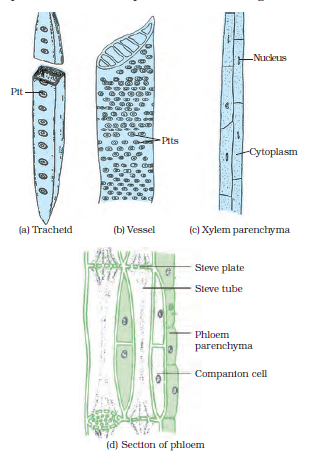 Pit
Pits
Nucleus
Cytoplasm
(a) Tracheid
(b) Vessel
(c) Xylem parenchyma
Sieve plate
Sieve tube
Phloem
parenchyma
Companion cell
(d) Section of phloem